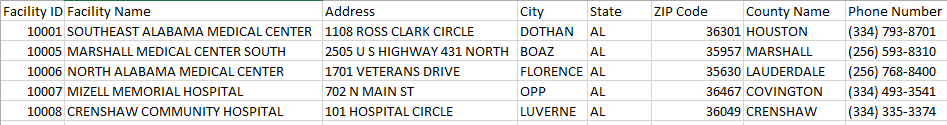 Facility ID Facility Name Address City State ZIP Code County Name Phone Number
10001 SOUTHEAST ALABAMA MEDICAL CENTER 1108 ROSS CLARK CIRCLE DOTHAN AL 36301 HOUSTON (334) 793-8701
10005 MARSHALL MEDICAL CENTER SOUTH 2505 U S HIGHWAY 431 NORTH BOAZ AL 35957 MARSHALL (256) 593-8310
10006 NORTH ALABAMA MEDICAL CENTER 1701 VETERANS DRIVE FLORENCE AL 35630 LAUDERDALE (256) 768-8400
10007 MIZELL MEMORIAL HOSPITAL 702 N MAIN ST OPP AL 36467 COVINGTON (334) 493-3541
10008 CRENSHAW COMMUNITY HOSPITAL 101 HOSPITAL CIRCLE LUVERNE AL 36049 CRENSHAW (334) 335-3374